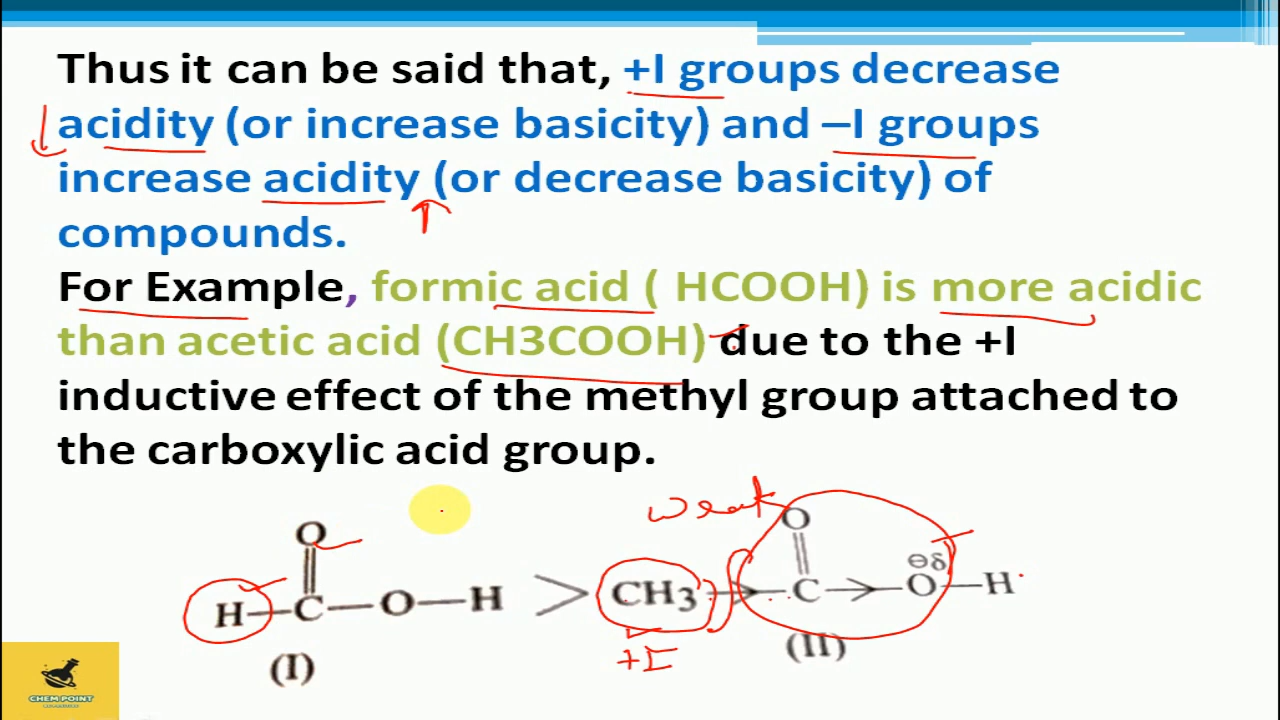 Thus it can be said that, +I groups decrease
acidity (or increase basicity) and –I groups
increase acidity (or decrease basicity) of
compounds.
For Example, formic acid ( HCOOH) is more acidic
than acetic acid (CH3COOH) due to the +I
inductive effect of the methyl group attached to
the carboxylic acid group.
weak
O O
⊖δ
H—C—O—H > CH3→C→O—H
+I
(I) (II)
CHEM POINT